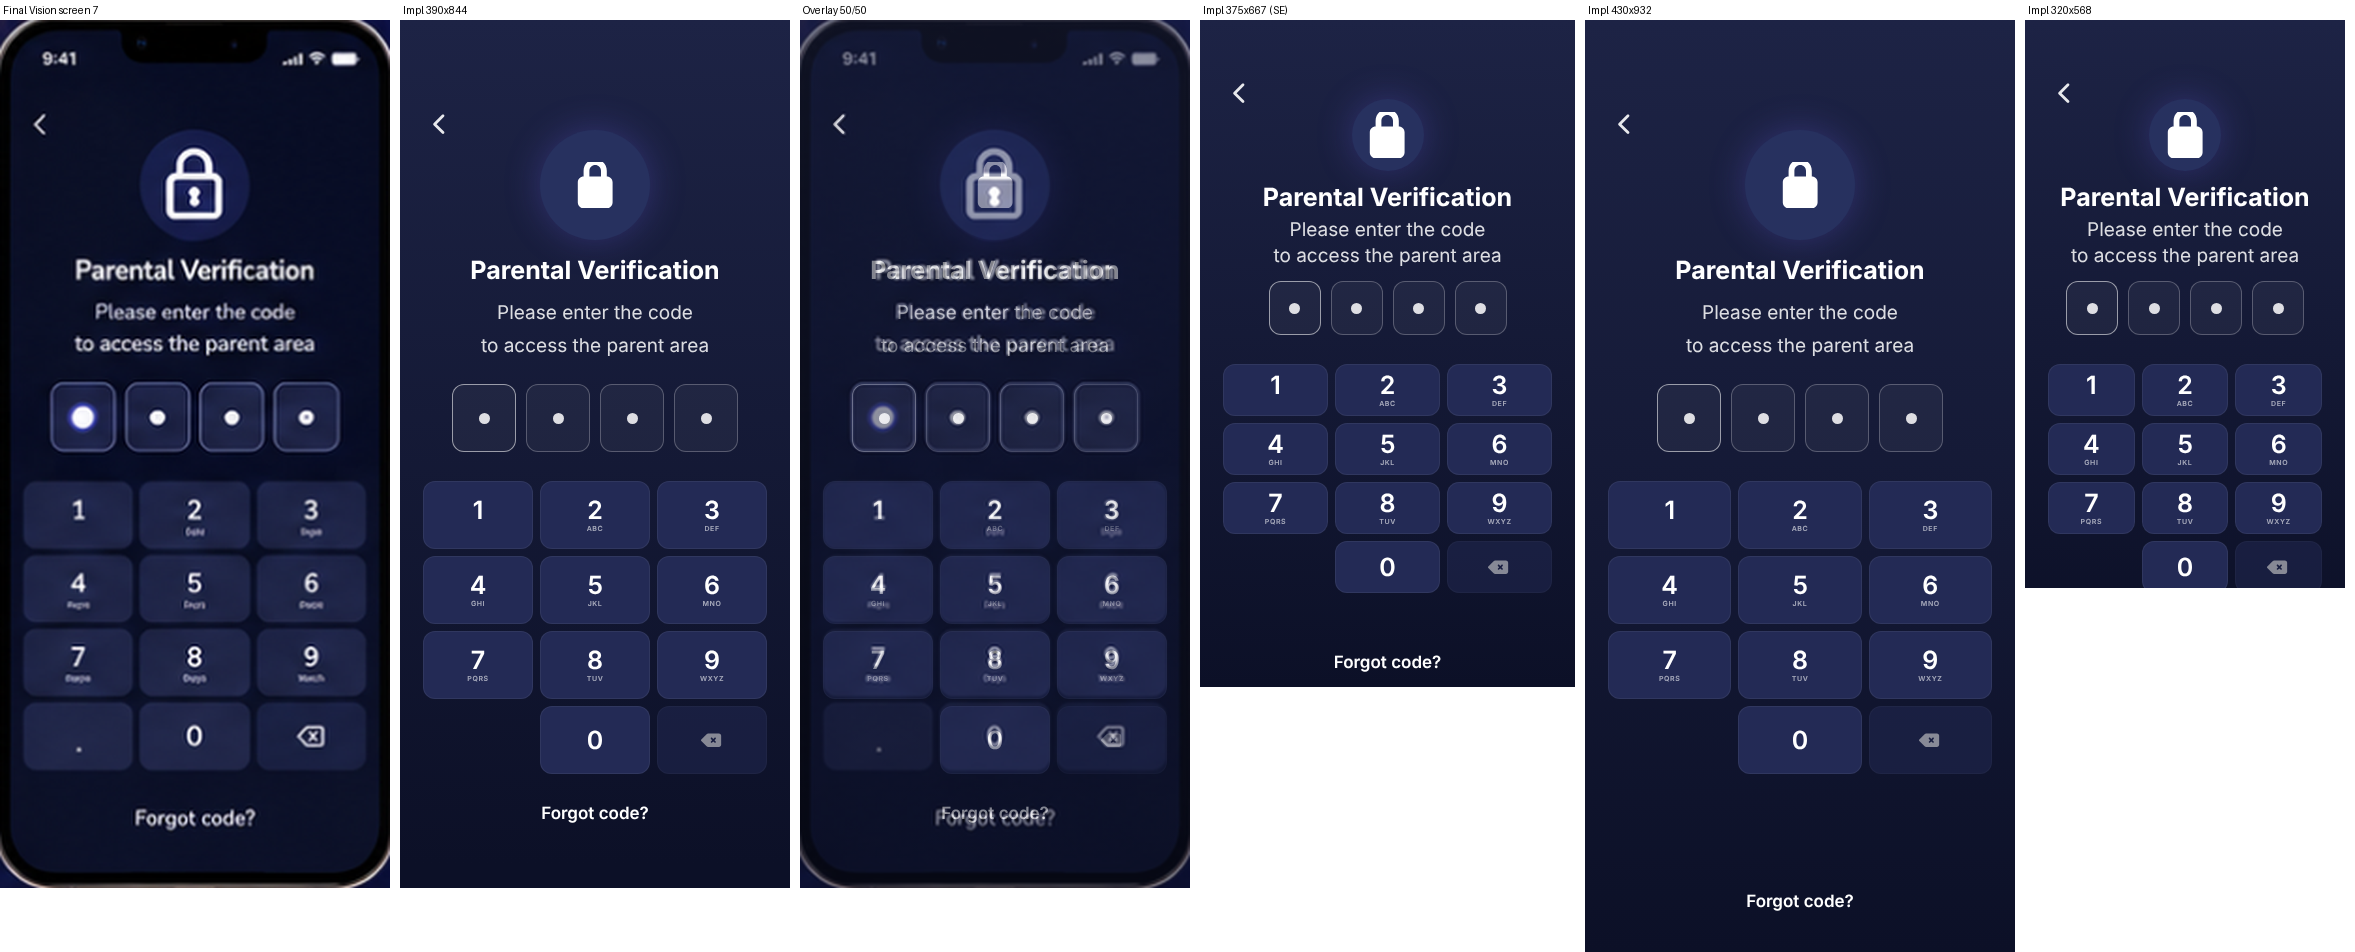 Final Vision screen 7
9:41
Parental Verification
Please enter the code
to access the parent area
1
2
3
4
5
6
7
8
9
.
0
Forgot code?
Impl 390x844
Parental Verification
Please enter the code
to access the parent area
1
2
ABC
3
DEF
4
GHI
5
JKL
6
MNO
7
PQRS
8
TUV
9
WXYZ
0
Forgot code?
Overlay 50/50
9:41
Parental Verification
Please enter the code
to access the parent area
1
2
3
4
5
6
7
8
9
.
0
Forgot code?
Impl 375x667 (SE)
Parental Verification
Please enter the code
to access the parent area
1
2
ABC
3
DEF
4
GHI
5
JKL
6
MNO
7
PQRS
8
TUV
9
WXYZ
0
Forgot code?
Impl 430x932
Parental Verification
Please enter the code
to access the parent area
1
2
ABC
3
DEF
4
GHI
5
JKL
6
MNO
7
PQRS
8
TUV
9
WXYZ
0
Forgot code?
Impl 320x568
Parental Verification
Please enter the code
to access the parent area
1
2
ABC
3
DEF
4
GHI
5
JKL
6
MNO
7
PQRS
8
TUV
9
WXYZ
0